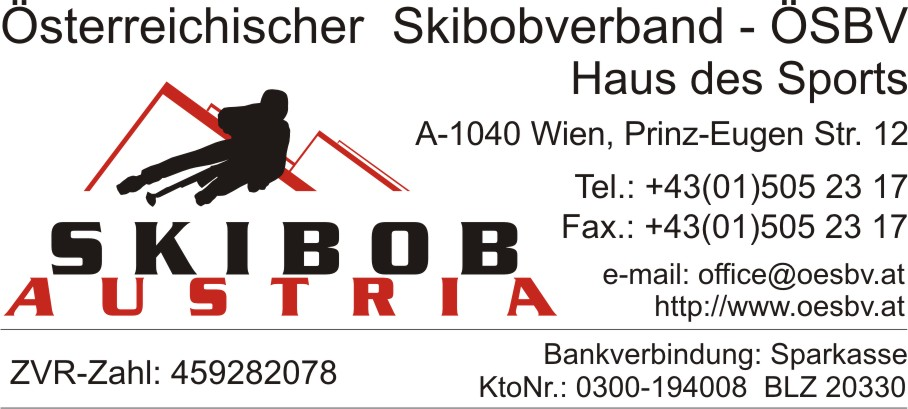 Österreichischer Skibobverband - ÖSBV
Haus des Sports
A-1040 Wien, Prinz-Eugen Str. 12
Tel.: +43(01)505 23 17
Fax.: +43(01)505 23 17
e-mail: office@oesbv.at
http://www.oesbv.at
SKIBOB
AUSTRIA
ZVR-Zahl: 459282078
Bankverbindung: Sparkasse
KtoNr.: 0300-194008 BLZ 20330